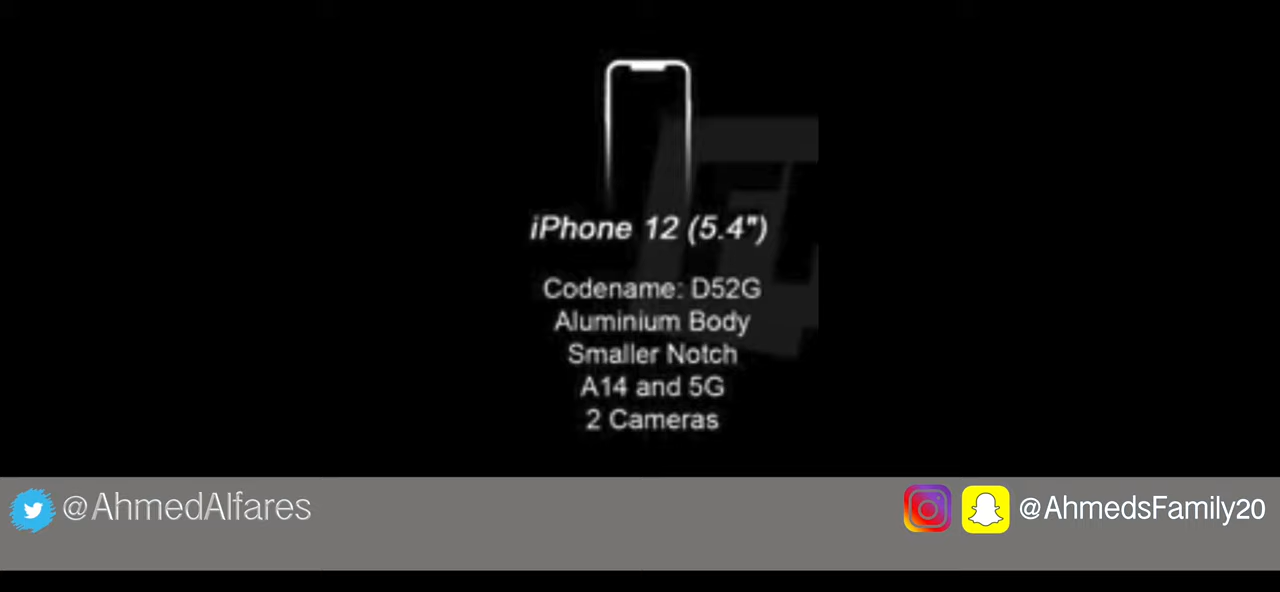 iPhone 12 (5.4")
Codename: D52G
Aluminium Body
Smaller Notch
A14 and 5G
2 Cameras
@AhmedAlfares
@AhmedsFamily20